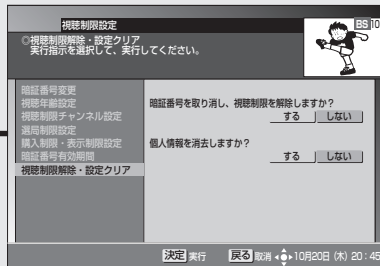 視聴制限設定
BS 10
◎視聴制限解除・設定クリア
実行指示を選択して、実行してください。
暗証番号変更
視聴年齢設定
視聴制限チャンネル設定
選局制限設定
購入制限・表示制限設定
暗証番号有効期間
視聴制限解除・設定クリア
暗証番号を取り消し、視聴制限を解除しますか？
する しない
個人情報を消去しますか？
する しない
決定 実行 戻る 取消 10月20日 (木) 20：45